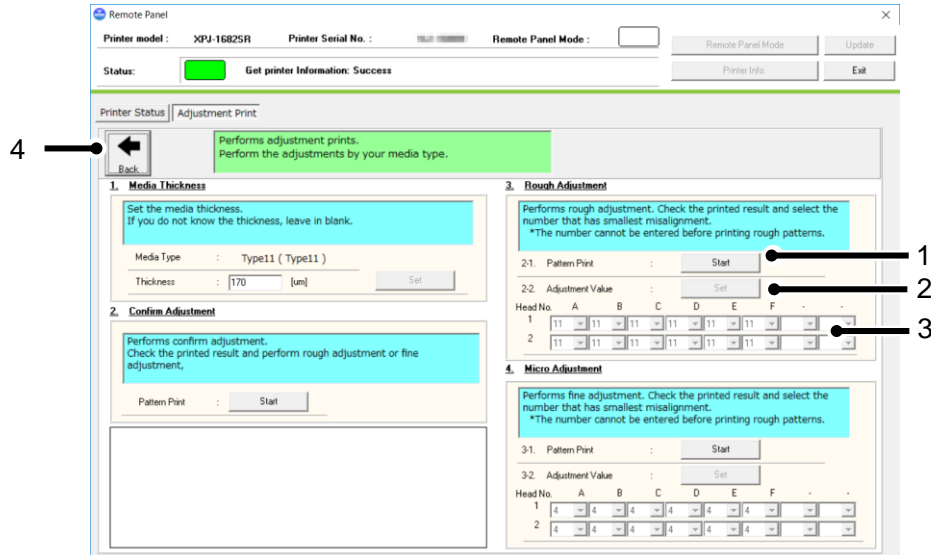 Remote Panel
Printer model : XPJ-1682SR Printer Serial No. : Remote Panel Mode :
Remote Panel Mode Update
Status: Get printer Information: Success
Printer Info. Exit
Printer Status Adjustment Print
4
Back
Performs adjustment prints.
Perform the adjustments by your media type.
1. Media Thickness
Set the media thickness.
If you do not know the thickness, leave in blank.
Media Type : Type11 ( Type11 )
Thickness : 170 [um] Set
2. Confirm Adjustment
Performs confirm adjustment.
Check the printed result and perform rough adjustment or fine
adjustment,
Pattern Print : Start
3. Rough Adjustment
Performs rough adjustment. Check the printed result and select the
number that has smallest misalignment.
*The number cannot be entered before printing rough patterns.
2-1. Pattern Print : Start
1
2-2. Adjustment Value : Set
2
Head No. A B C D E F - -
1 11 11 11 11 11 11
3
2 11 11 11 11 11 11
4. Micro Adjustment
Performs fine adjustment. Check the printed result and select the
number that has smallest misalignment.
*The number cannot be entered before printing rough patterns.
3-1. Pattern Print : Start
3-2. Adjustment Value : Set
Head No. A B C D E F - -
1 4 4 4 4 4 4
2 4 4 4 4 4 4